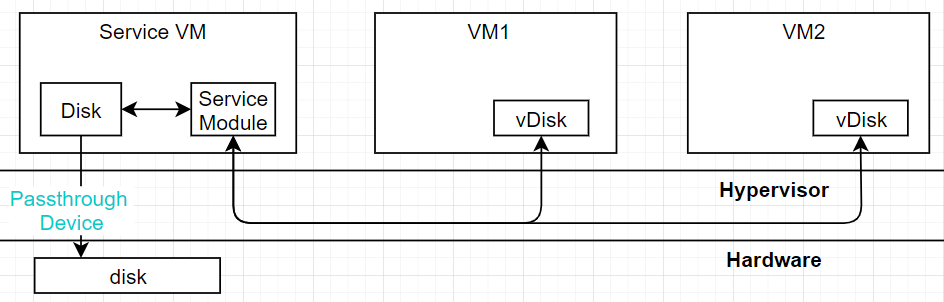 Service VM
VM1
VM2
Disk
Service
Module
vDisk
vDisk
Passthrough
Device
Hypervisor
Hardware
disk